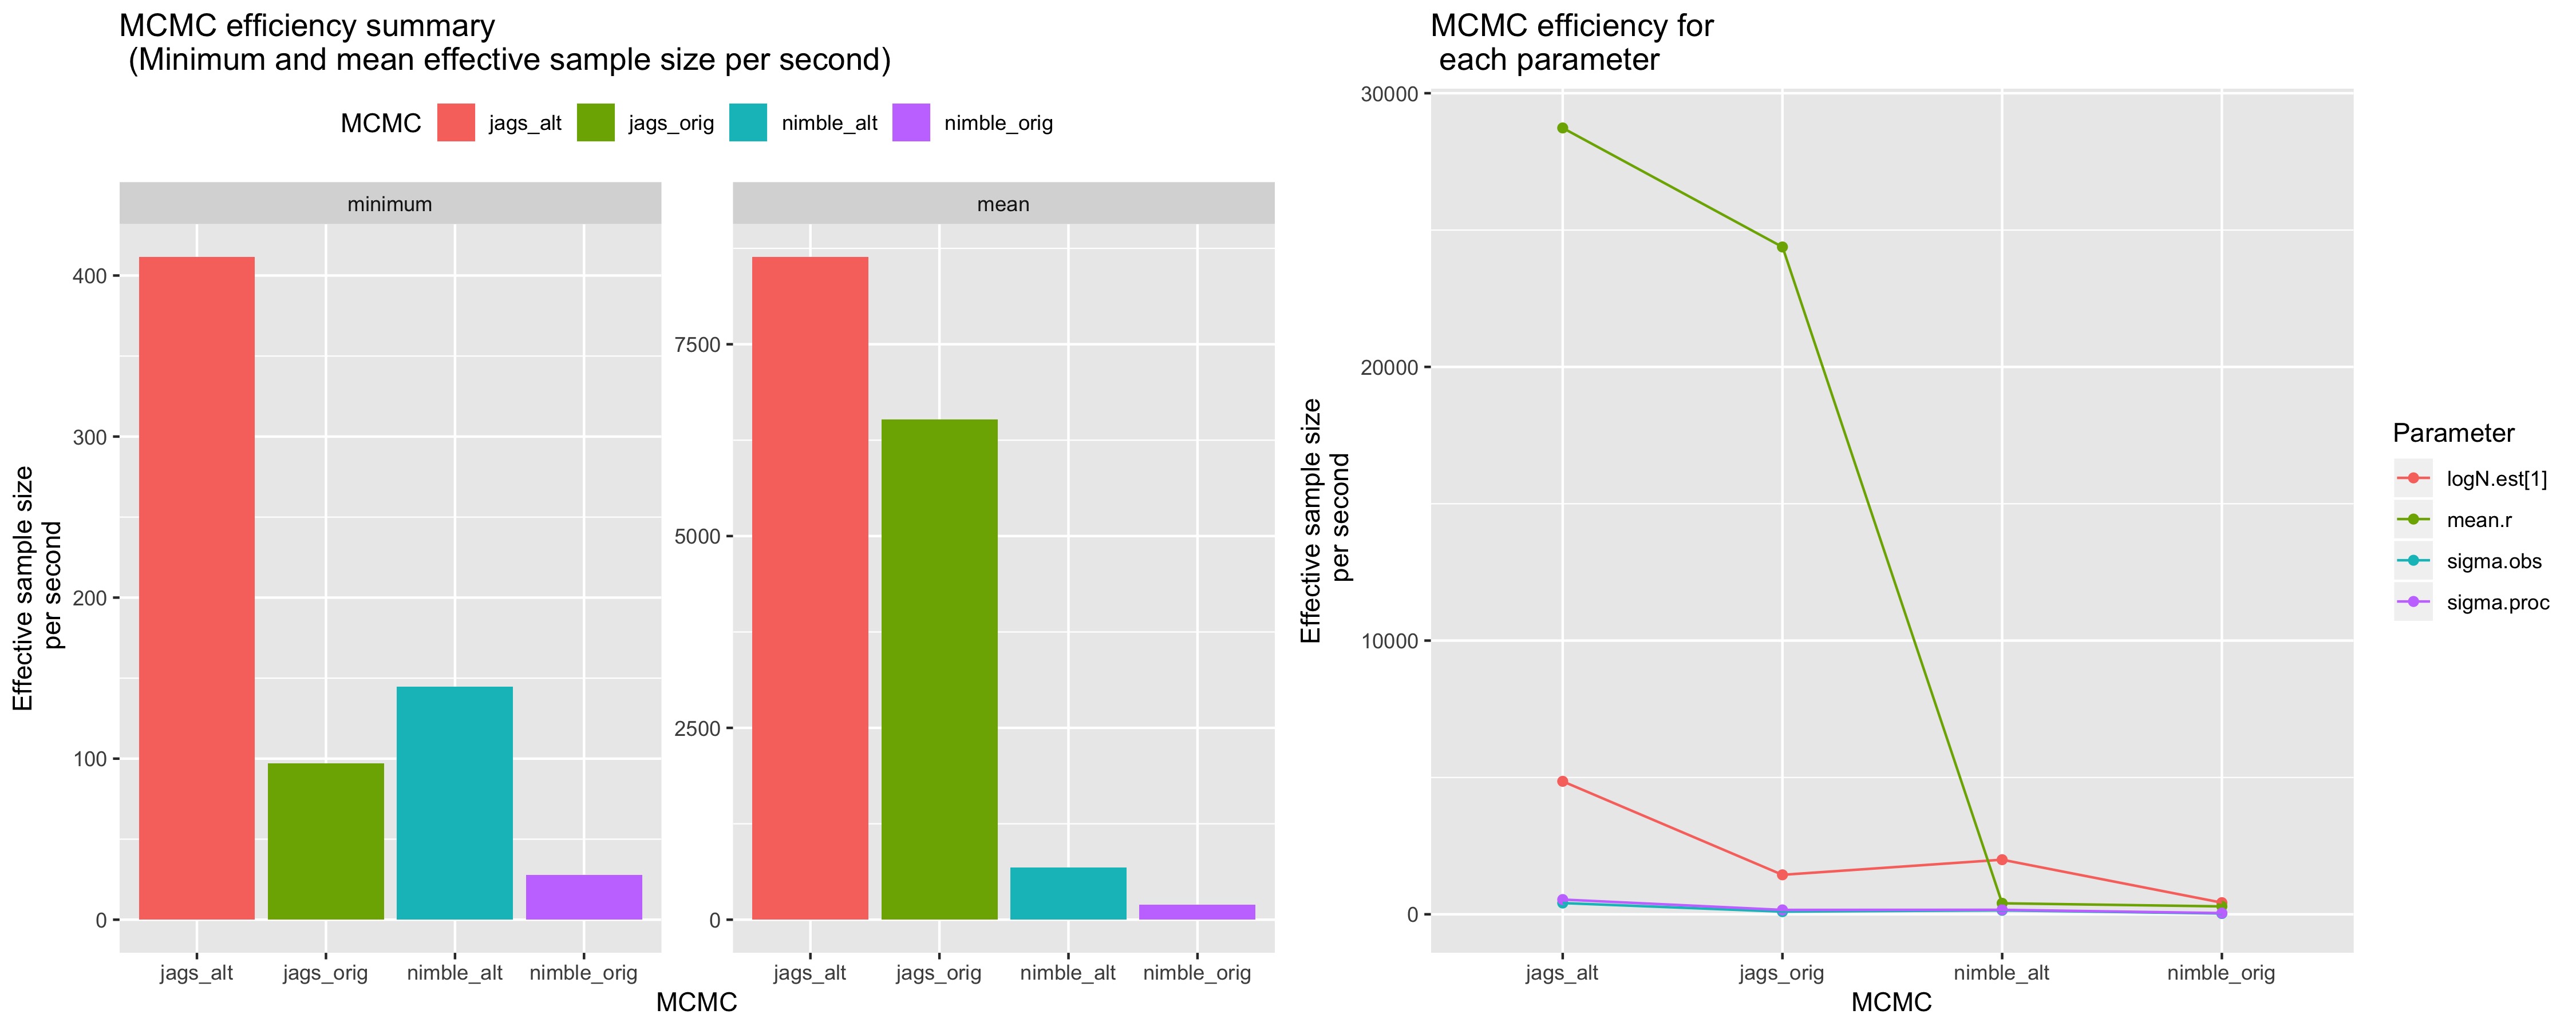 MCMC efficiency summary
(Minimum and mean effective sample size per second)
MCMC jags_alt jags_orig nimble_alt nimble_orig
minimum
mean
Effective sample size
per second
400
300
200
100
0
7500
5000
2500
0
jags_alt jags_orig nimble_alt nimble_orig
jags_alt jags_orig nimble_alt nimble_orig
MCMC
MCMC efficiency for
each parameter
Effective sample size
per second
30000
20000
10000
0
jags_alt jags_orig nimble_alt nimble_orig
MCMC
Parameter
logN.est[1]
mean.r
sigma.obs
sigma.proc